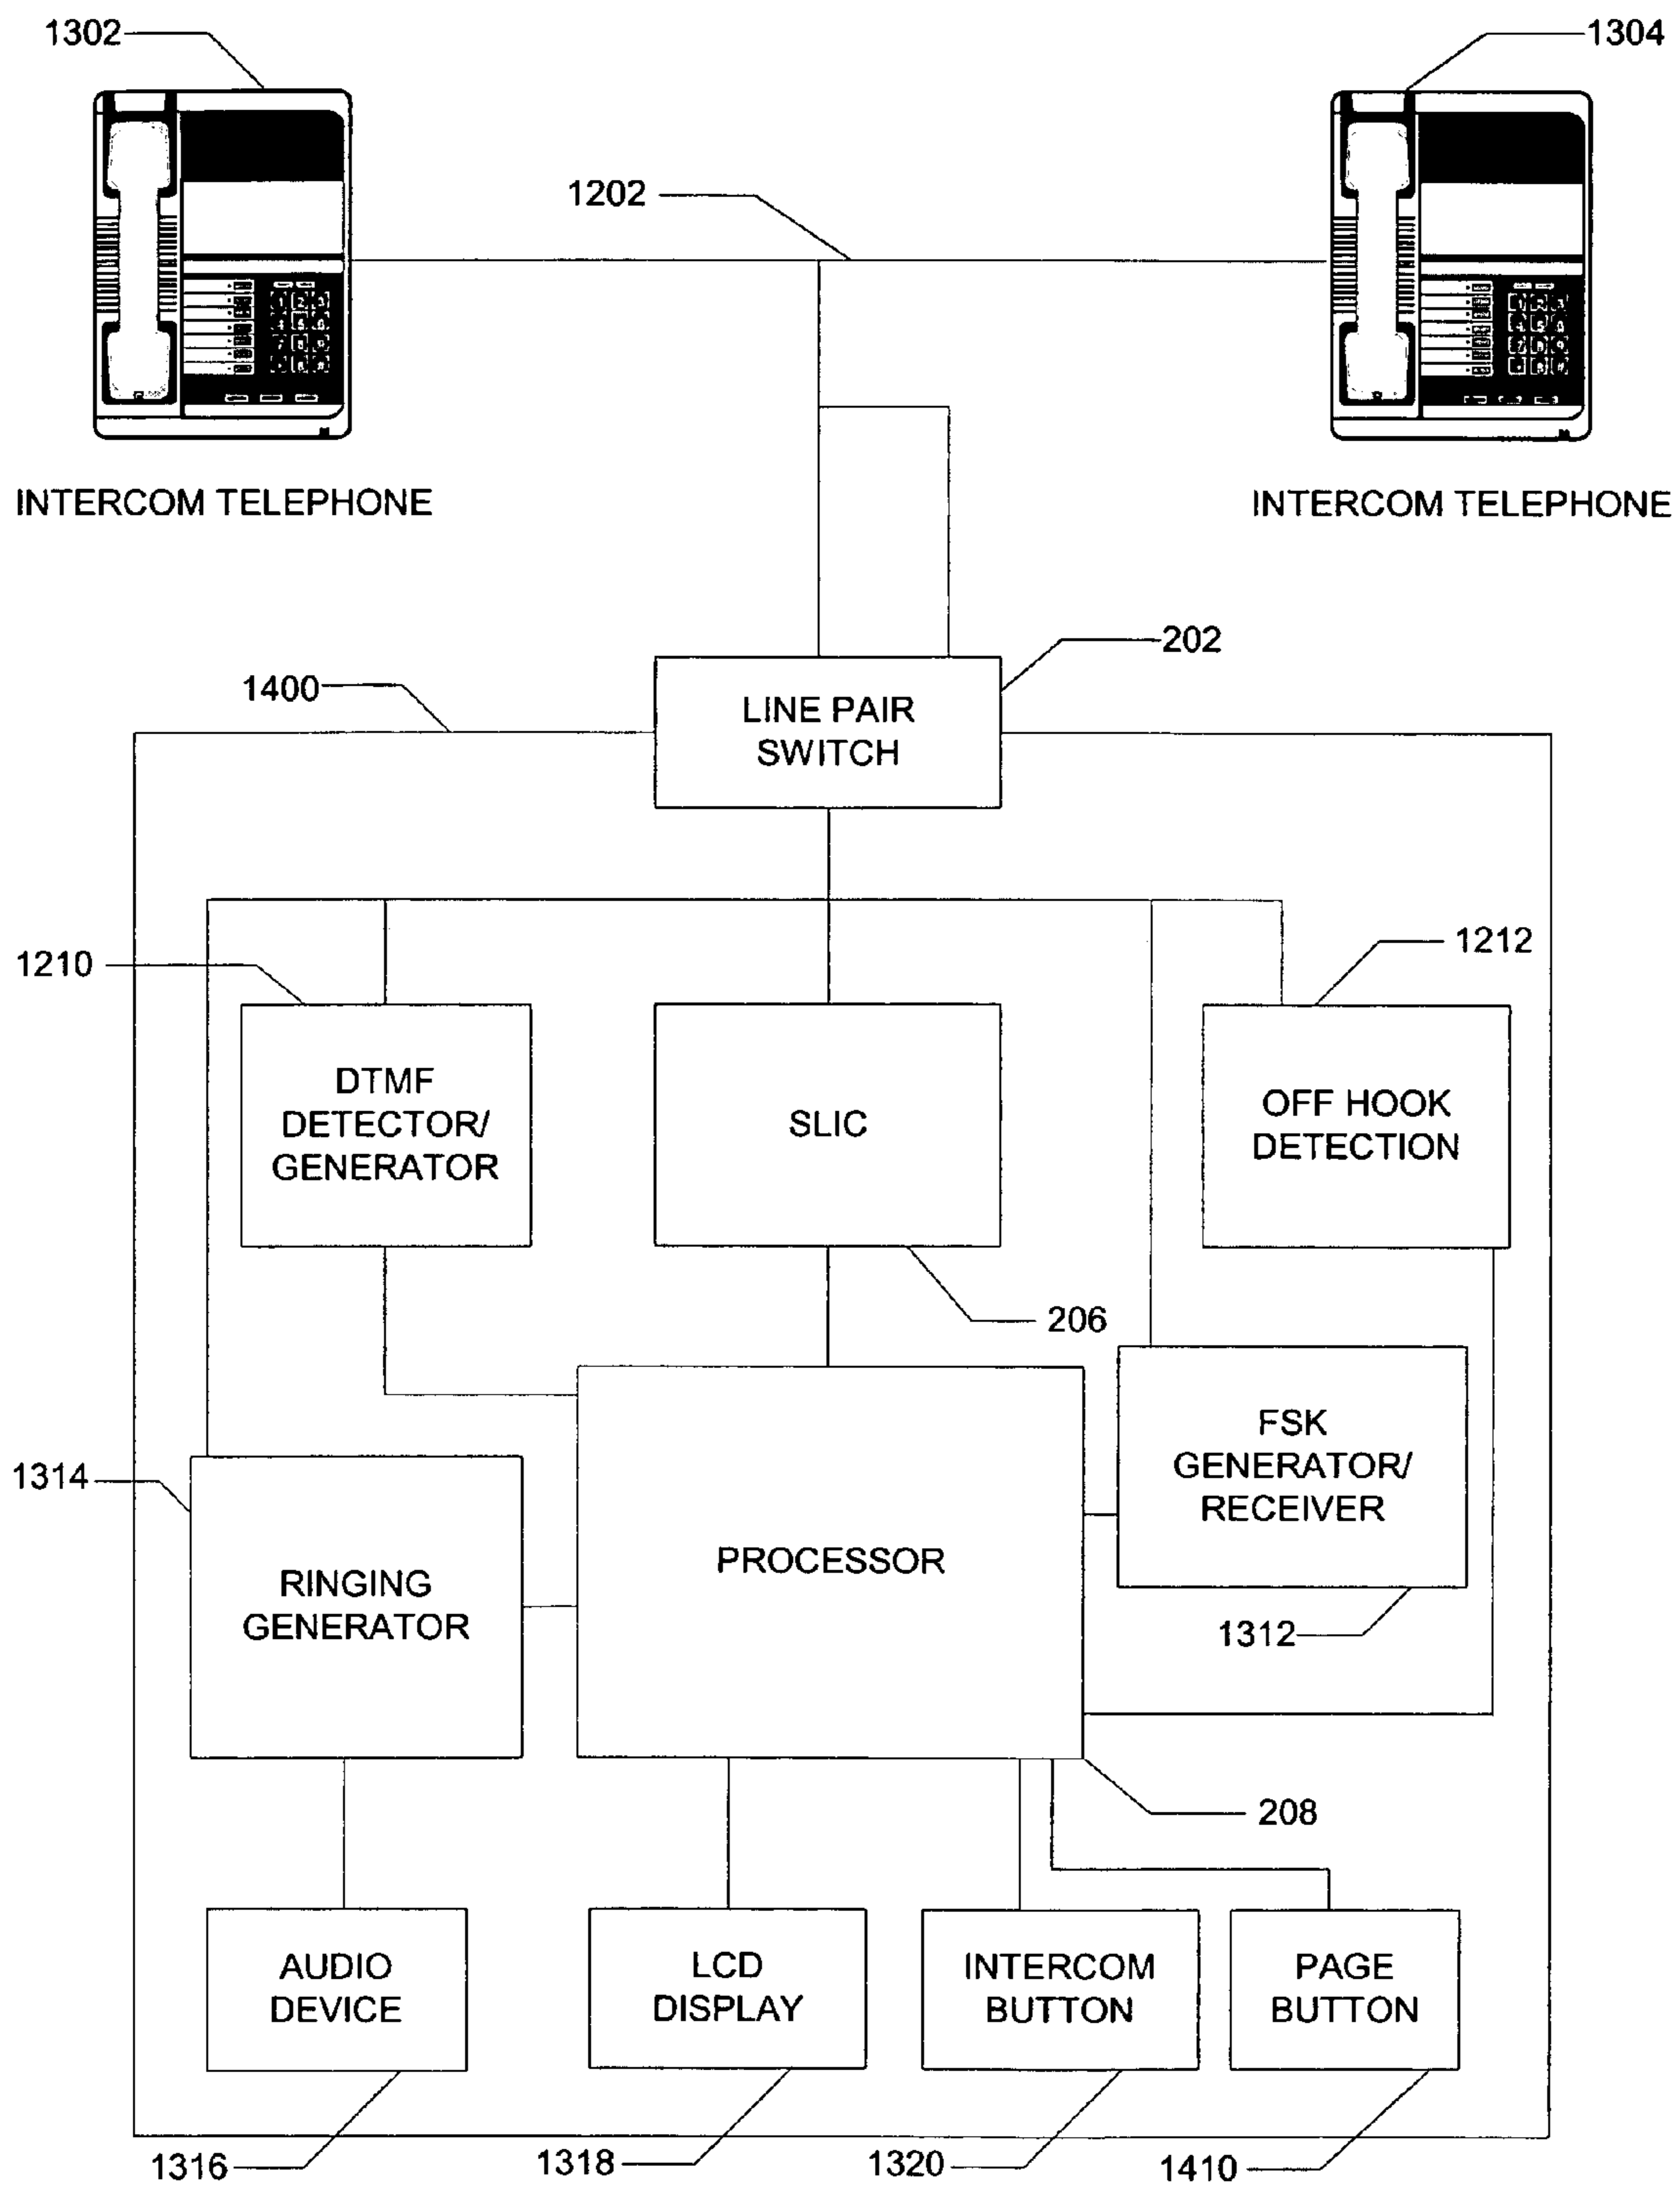 1302
1304
1202
INTERCOM TELEPHONE
INTERCOM TELEPHONE
202
1400
LINE PAIR
SWITCH
1210
1212
DTMF
DETECTOR/
GENERATOR
SLIC
OFF HOOK
DETECTION
206
FSK
GENERATOR/
RECEIVER
1314
PROCESSOR
RINGING
GENERATOR
1312
208
AUDIO
DEVICE
LCD
DISPLAY
INTERCOM
BUTTON
PAGE
BUTTON
1316
1318
1320
1410